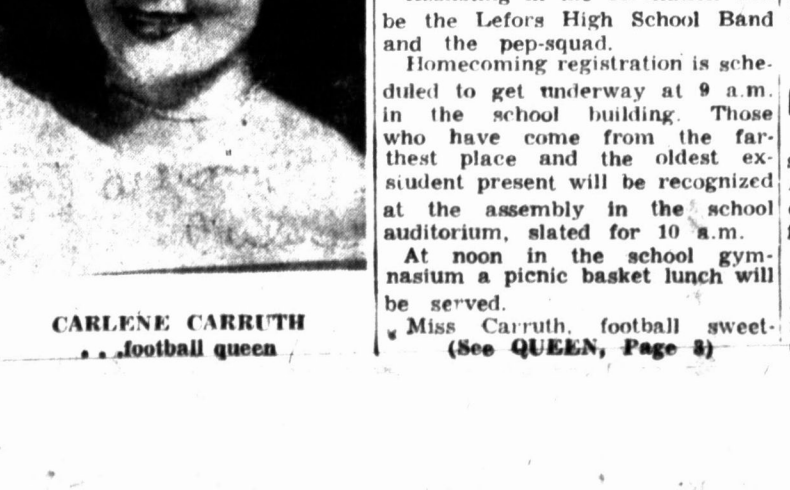 CARLENE CARRUTH
. . .football queen
be the Lefors High School Band
and the pep-squad.
Homecoming registration is sche-
duled to get underway at 9 a.m.
in the school building. Those
who have come from the far-
thest place and the oldest ex-
student present will be recognized
at the assembly in the school
auditorium, slated for 10 a.m.
At noon in the school gym-
nasium a picnic basket lunch will
be served.
Miss Carruth, football sweet-
(See QUEEN, Page 3)